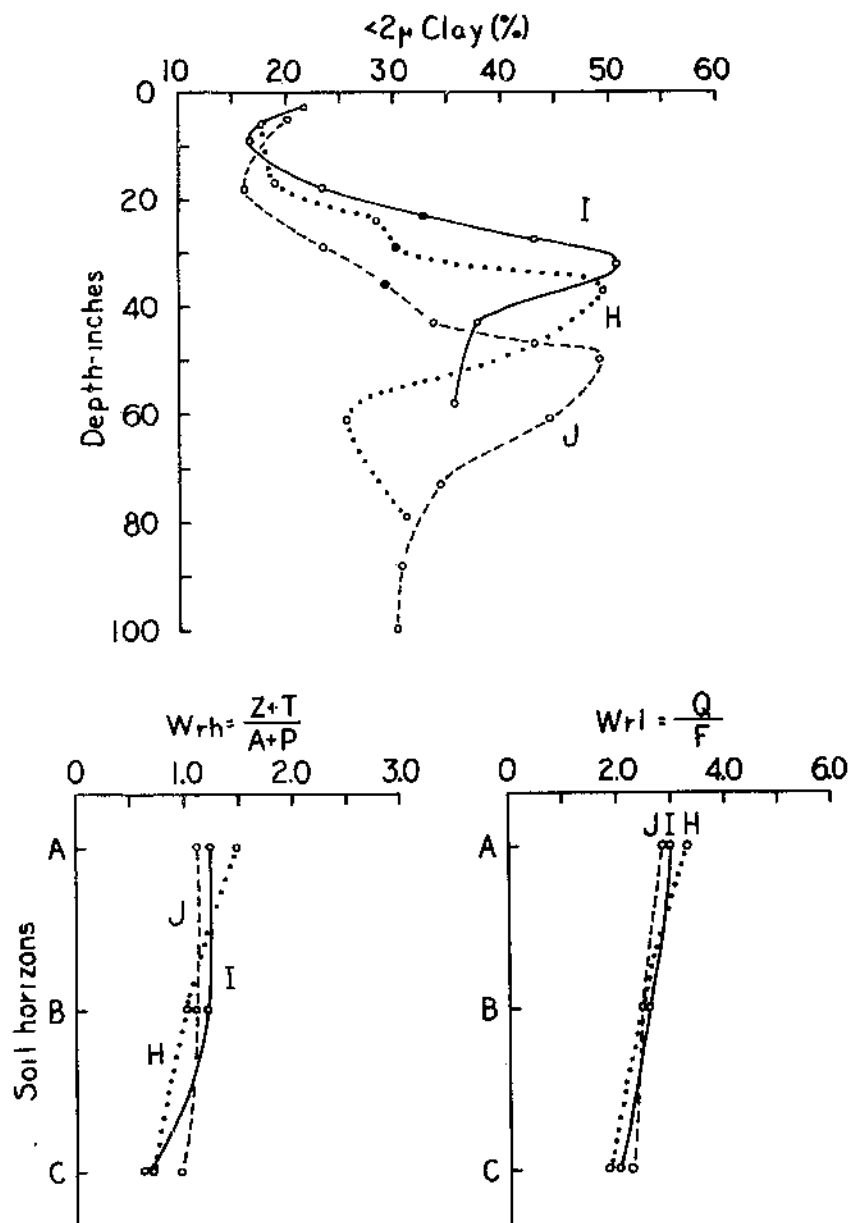 <2μ Clay (%)
10 20 30 40 50 60
0
20
40
60
80
100
Depth-inches
I
H
J
Wrh = Z+T / A+P
0 1.0 2.0 3.0
A
B
C
Soil horizons
J
I
H
Wrl = Q / F
0 2.0 4.0 6.0
J I H
A
B
C